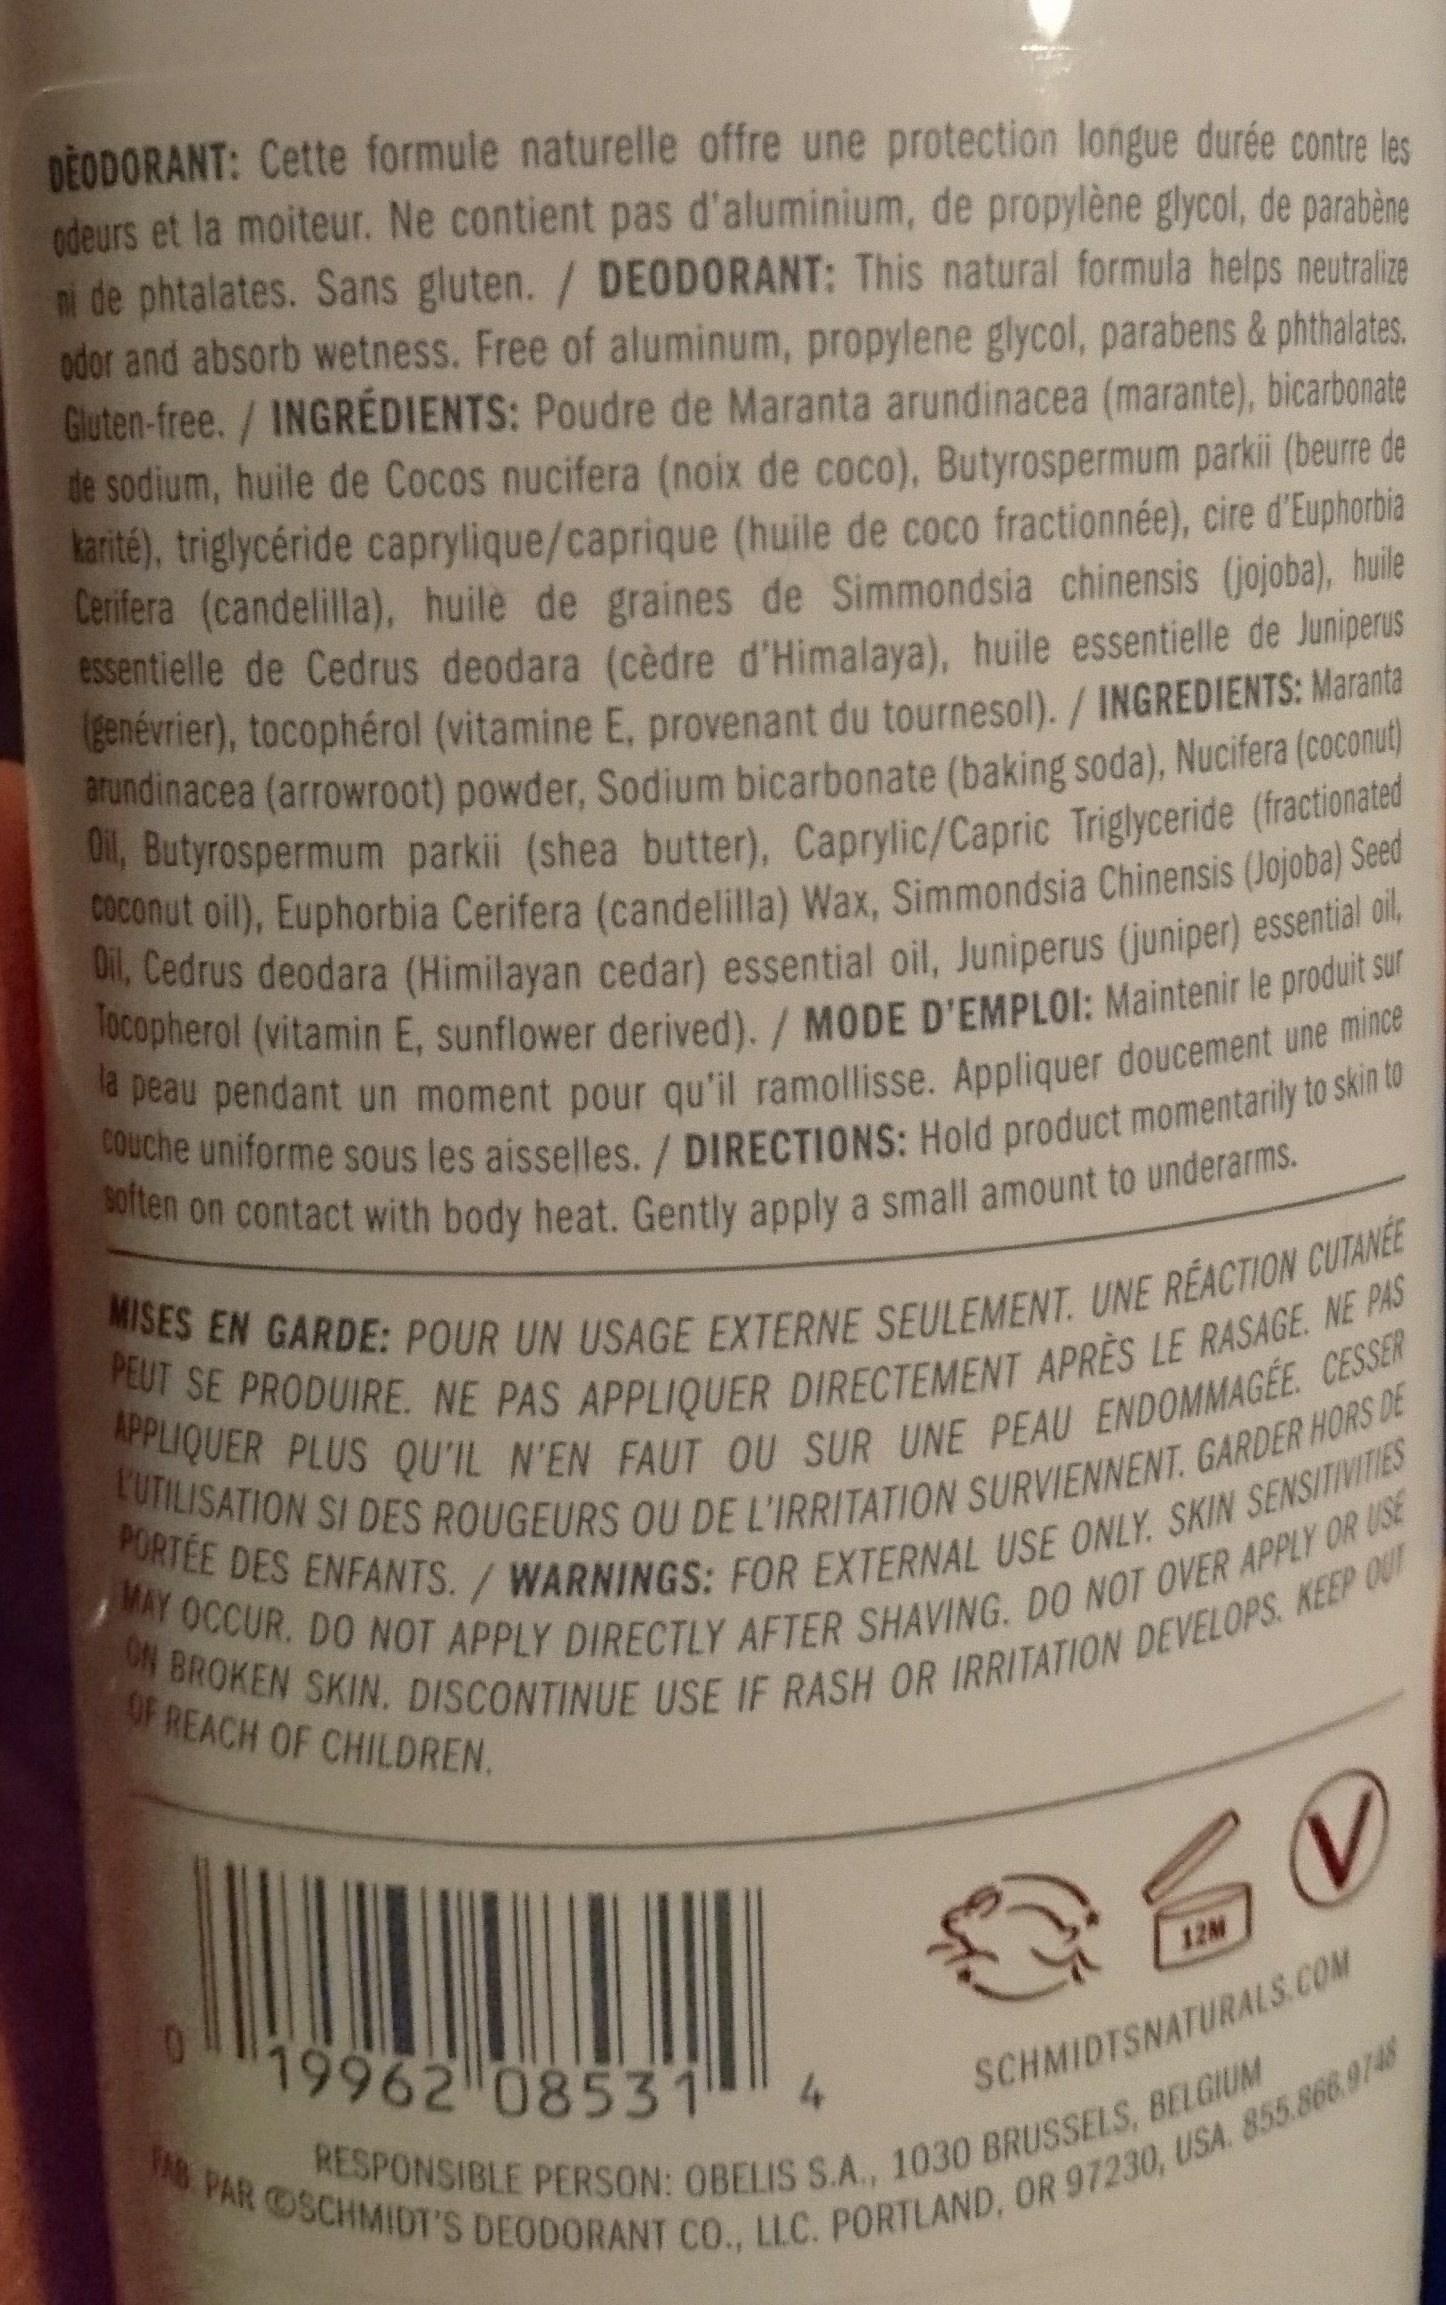 DÉODORANT: Cette formule naturelle offre une protection longue durée contre les
odeurs et la moiteur. Ne contient pas d'aluminium, de propylène glycol, de parabène
ni de phtalates. Sans gluten. / DEODORANT: This natural formula helps neutralize
odor and absorb wetness. Free of aluminum, propylene glycol, parabens & phthalates.
Gluten-free. / INGRÉDIENTS: Poudre de Maranta arundinacea (marante), bicarbonate
de sodium, huile de Cocos nucifera (noix de coco), Butyrospermum parkii (beurre de
karité), triglycéride caprylique/caprique (huile de coco fractionnée), cire d'Euphorbia
Cerifera (candelilla), huile de graines de Simmondsia chinensis (jojoba), huile
essentielle de Cedrus deodara (cèdre d'Himalaya), huile essentielle de Juniperus
(genévrier), tocophérol (vitamine E, provenant du tournesol). / INGREDIENTS: Maranta
arundinacea (arrowroot) powder, Sodium bicarbonate (baking soda), Nucifera (coconut)
Oil, Butyrospermum parkii (shea butter), Caprylic/Capric Triglyceride (fractionated
coconut oil), Euphorbia Cerifera (candelilla) Wax, Simmondsia Chinensis (Jojoba) Seed
Oil, Cedrus deodara (Himilayan cedar) essential oil, Juniperus (juniper) essential oil,
Tocopherol (vitamin E, sunflower derived). / MODE D'EMPLOI: Maintenir le produit sur
la peau pendant un moment pour qu'il ramollisse. Appliquer doucement une mince
couche uniforme sous les aisselles. / DIRECTIONS: Hold product momentarily to skin to
soften on contact with body heat. Gently apply a small amount to underarms.
MISES EN GARDE: POUR UN USAGE EXTERNE SEULEMENT. UNE RÉACTION CUTANÉE
PEUT SE PRODUIRE. NE PAS APPLIQUER DIRECTEMENT APRÈS LE RASAGE. NE PAS
APPLIQUER PLUS QU'IL N'EN FAUT OU SUR UNE PEAU ENDOMMAGÉE. CESSER
L'UTILISATION SI DES ROUGEURS OU DE L'IRRITATION SURVIENNENT. GARDER HORS DE
PORTÉE DES ENFANTS. / WARNINGS: FOR EXTERNAL USE ONLY. SKIN SENSITIVITIES
MAY OCCUR. DO NOT APPLY DIRECTLY AFTER SHAVING. DO NOT OVER APPLY OR USE
ON BROKEN SKIN. DISCONTINUE USE IF RASH OR IRRITATION DEVELOPS. KEEP OUT
OF REACH OF CHILDREN.
V
12M
0 19962 08531 4
SCHMIDTSNATURALS.COM
RESPONSIBLE PERSON: OBELIS S.A., 1030 BRUSSELS, BELGIUM
FAB. PAR ©SCHMIDT'S DEODORANT CO., LLC. PORTLAND, OR 97230, USA. 855.866.9748